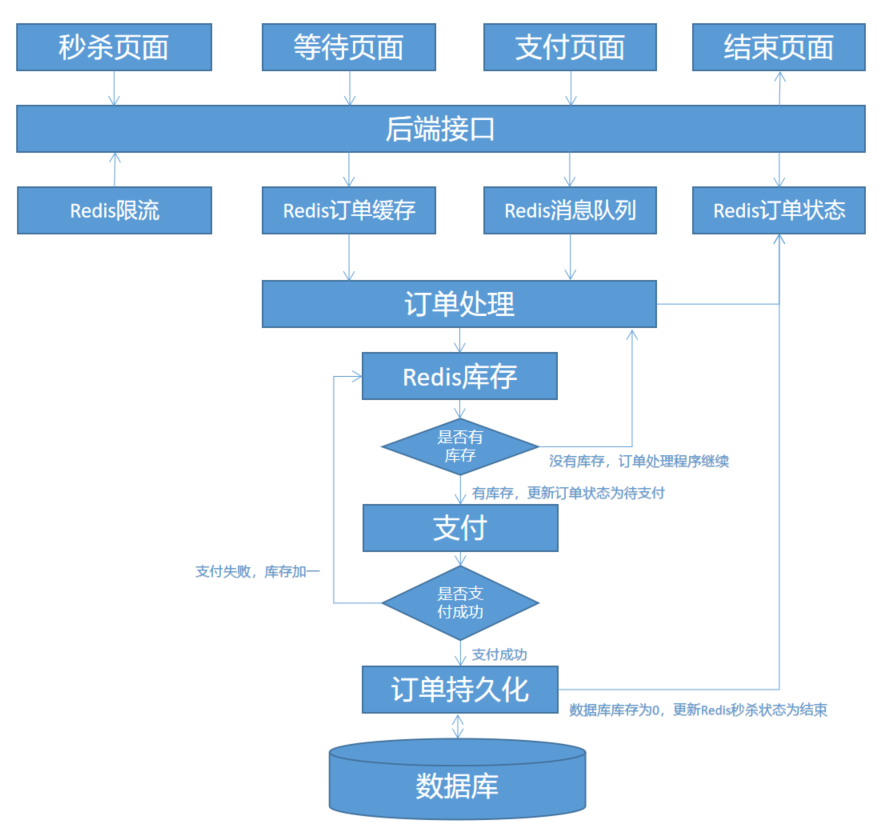 秒杀页面
等待页面
支付页面
结束页面
后端接口
Redis限流
Redis订单缓存
Redis消息队列
Redis订单状态
订单处理
Redis库存
是否有
库存
没有库存，订单处理程序继续
有库存，更新订单状态为待支付
支付
支付失败，库存加一
是否支
付成功
支付成功
订单持久化
数据库库存为0，更新Redis秒杀状态为结束
数据库